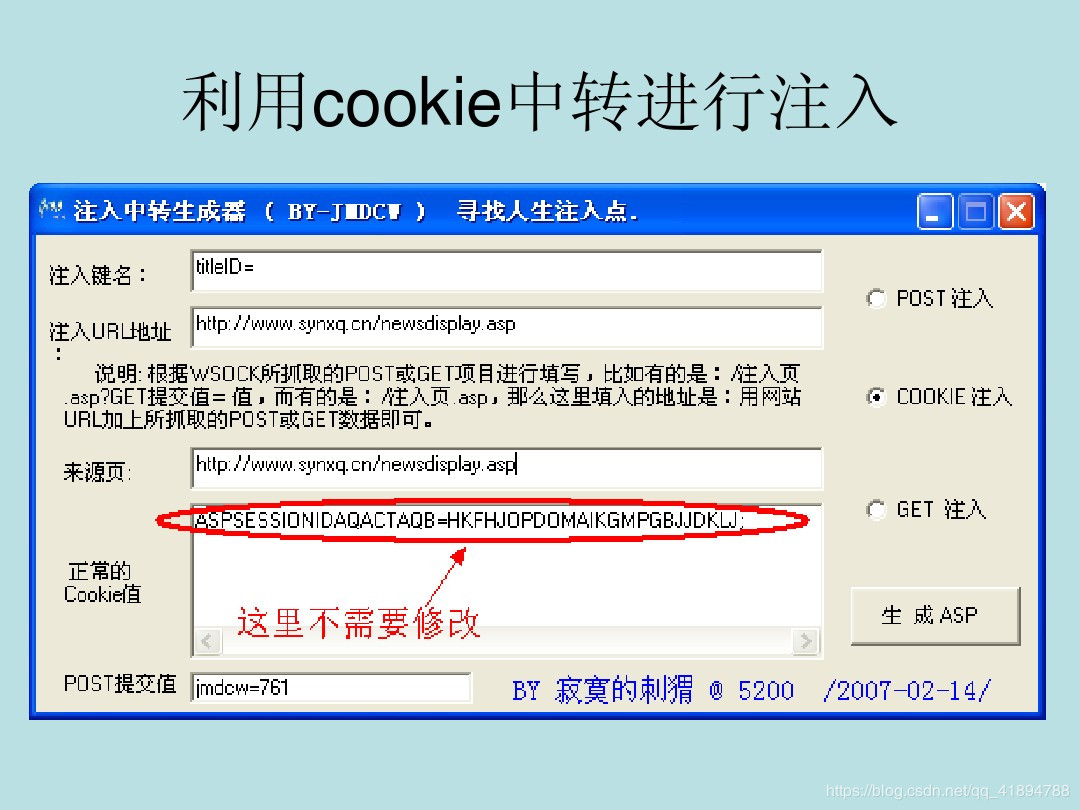 利用cookie中转进行注入
注入中转生成器 ( BY-JMDCW ) 寻找人生注入点.
注入键名：
titleID=
POST 注入
注入URL地址
：
http://www.synxq.cn/newsdisplay.asp
说明: 根据WSOCK所抓取的POST或GET项目进行填写，比如有的是：/注入页
.asp?GET提交值= 值，而有的是：/注入页.asp，那么这里填入的地址是：用网站
URL加上所抓取的POST或GET数据即可。
COOKIE 注入
来源页:
http://www.synxq.cn/newsdisplay.asp
GET 注入
正常的
Cookie值
ASPSESSIONIDAQACTAQB=HKFHJOPDOMAIKGMPGBJJDKLJ;
这里不需要修改
生 成 ASP
POST提交值
jmdcw=761
BY 寂寞的刺猬 @ 5200 /2007-02-14/
https://blog.csdn.net/qq_41894788